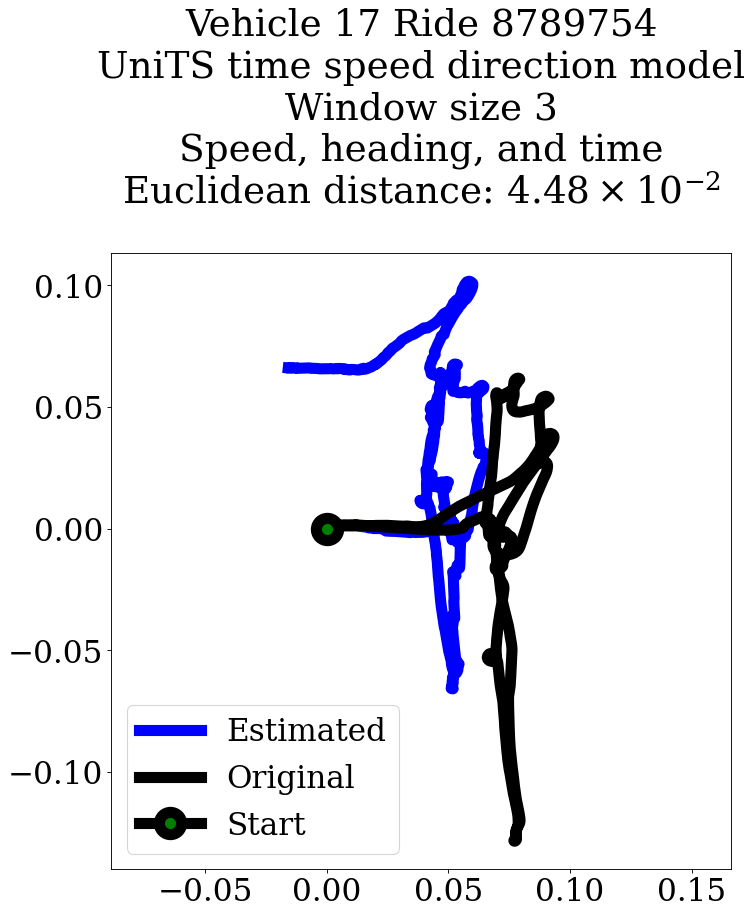 Vehicle 17 Ride 8789754
UniTS time speed direction model
Window size 3
Speed, heading, and time
Euclidean distance: 4.48 × 10⁻²
0.10
0.05
0.00
−0.05
−0.10
Estimated
Original
Start
−0.05 0.00 0.05 0.10 0.15